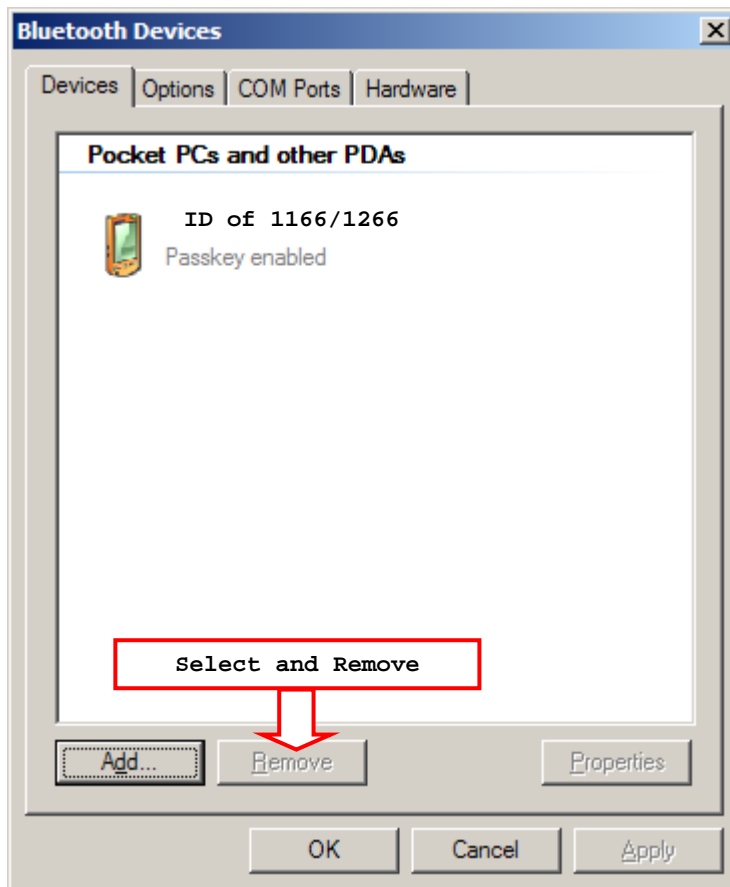 Bluetooth Devices
Devices Options COM Ports Hardware
Pocket PCs and other PDAs
ID of 1166/1266
Passkey enabled
Select and Remove
Add... Remove Properties
OK Cancel Apply